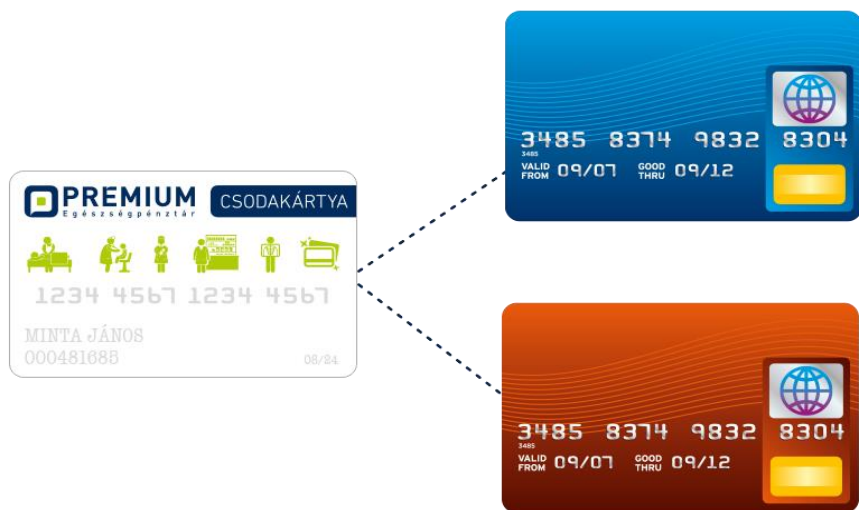 PREMIUM
Egészségpénztár
CSODAKÁRTYA
1234 4567 1234 4567
MINTA JÁNOS
000481685
08/24
3485 8374 9832 8304
3485
VALID FROM 09/07 GOOD THRU 09/12
3485 8374 9832 8304
3485
VALID FROM 09/07 GOOD THRU 09/12